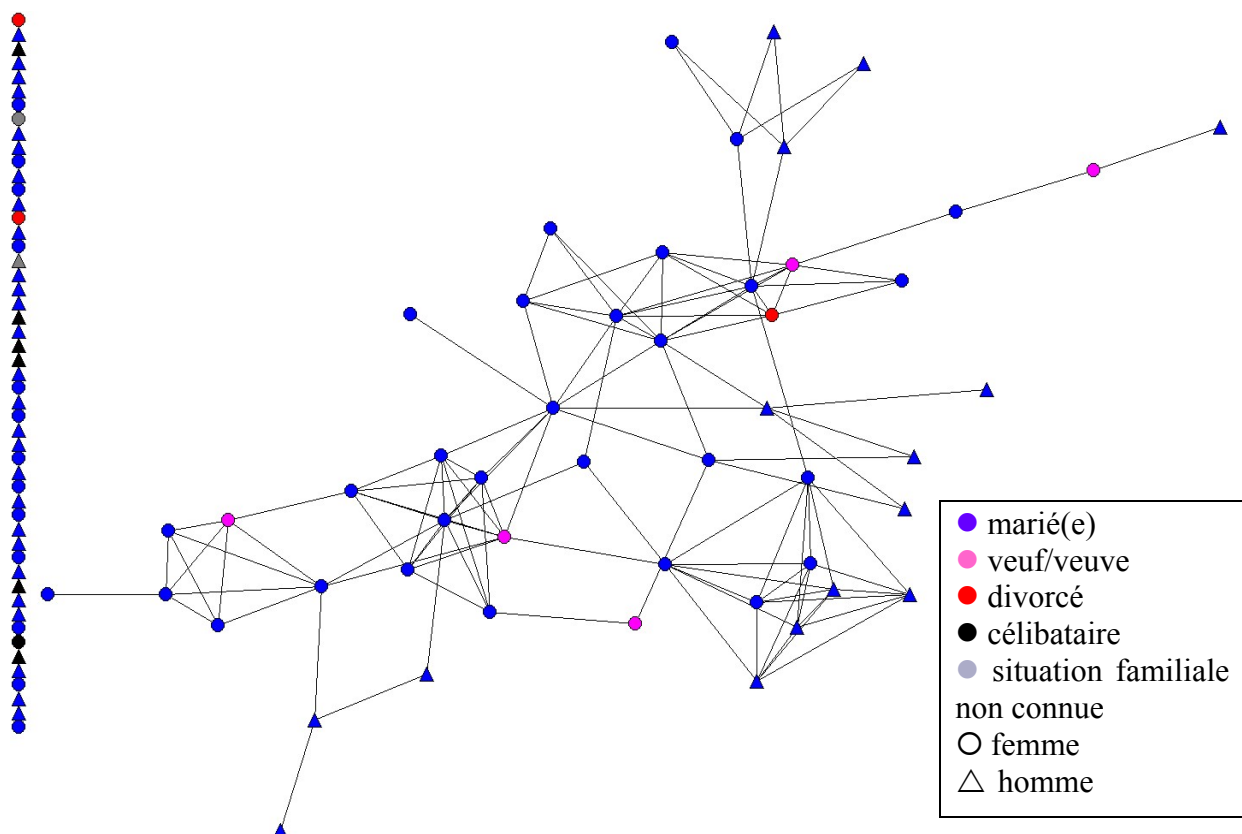 marié(e)
veuf/veuve
divorcé
célibataire
situation familiale
non connue
femme
homme